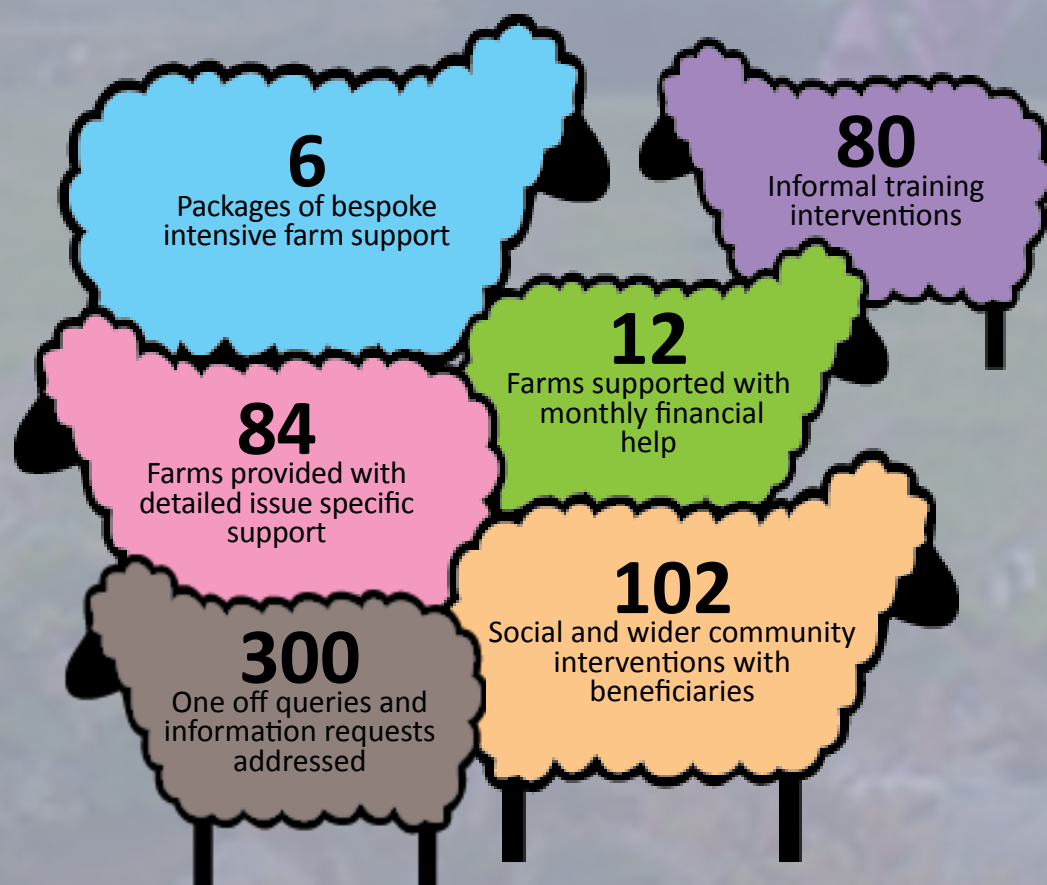 6
Packages of bespoke
intensive farm support
80
Informal training
interventions
12
Farms supported with
monthly financial
help
84
Farms provided with
detailed issue specific
support
102
Social and wider community
interventions with
beneficiaries
300
One off queries and
information requests
addressed